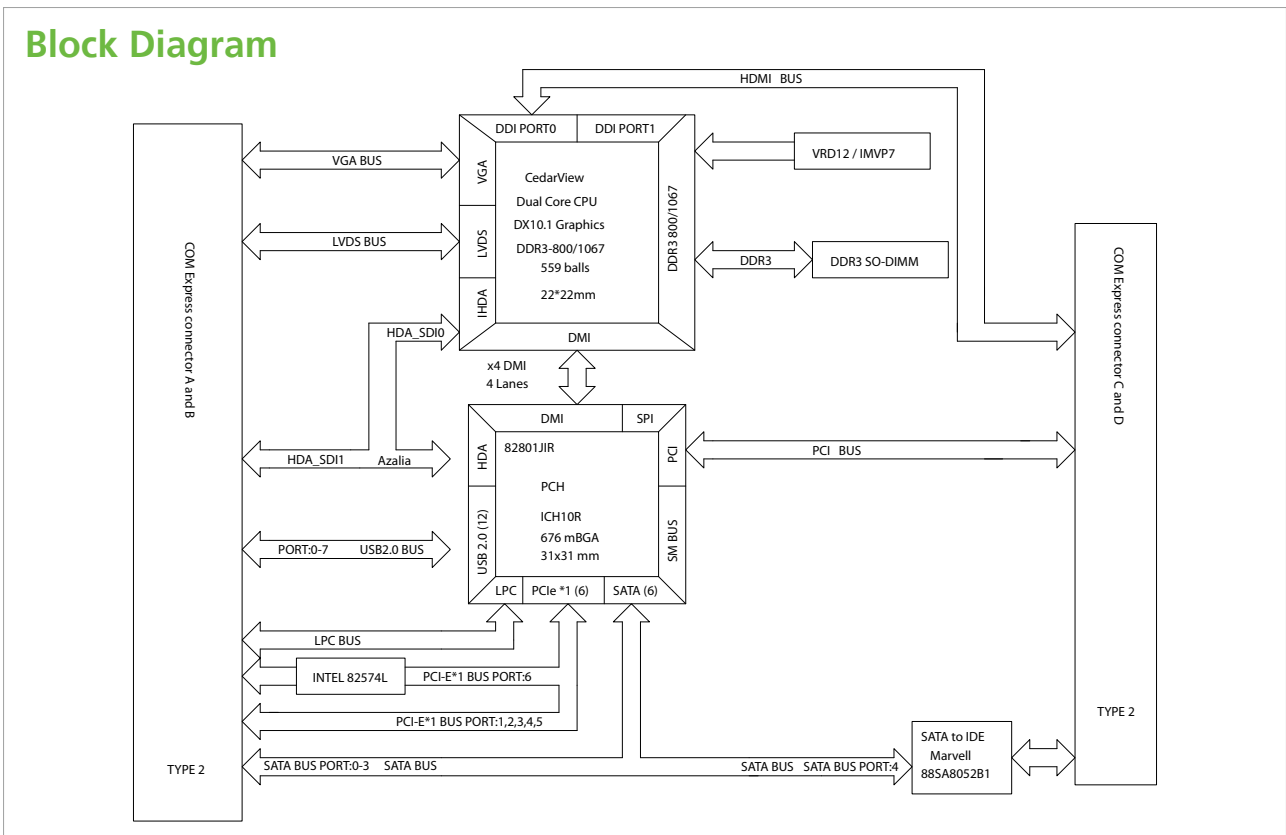 Block Diagram
HDMI BUS
DDI PORT0
DDI PORT1
VGA BUS
VGA
CedarView
Dual Core CPU
DX10.1 Graphics
DDR3-800/1067
559 balls
22*22mm
DDR3 800/1067
VRD12 / IMVP7
LVDS BUS
LVDS
DDR3
DDR3 SO-DIMM
COM Express connector A and B
COM Express connector C and D
IHDA
HDA_SDI0
DMI
x4 DMI
4 Lanes
DMI
SPI
HDA
82801JIR
PCI
PCI BUS
HDA_SDI1
Azalia
PCH
ICH10R
676 mBGA
31x31 mm
USB 2.0 (12)
SM BUS
PORT:0-7
USB2.0 BUS
LPC
PCIe *1 (6)
SATA (6)
LPC BUS
INTEL 82574L
PCI-E*1 BUS PORT:6
PCI-E*1 BUS PORT:1,2,3,4,5
TYPE 2
TYPE 2
SATA BUS PORT:0-3
SATA BUS
SATA BUS
SATA BUS PORT:4
SATA to IDE
Marvell
88SA8052B1